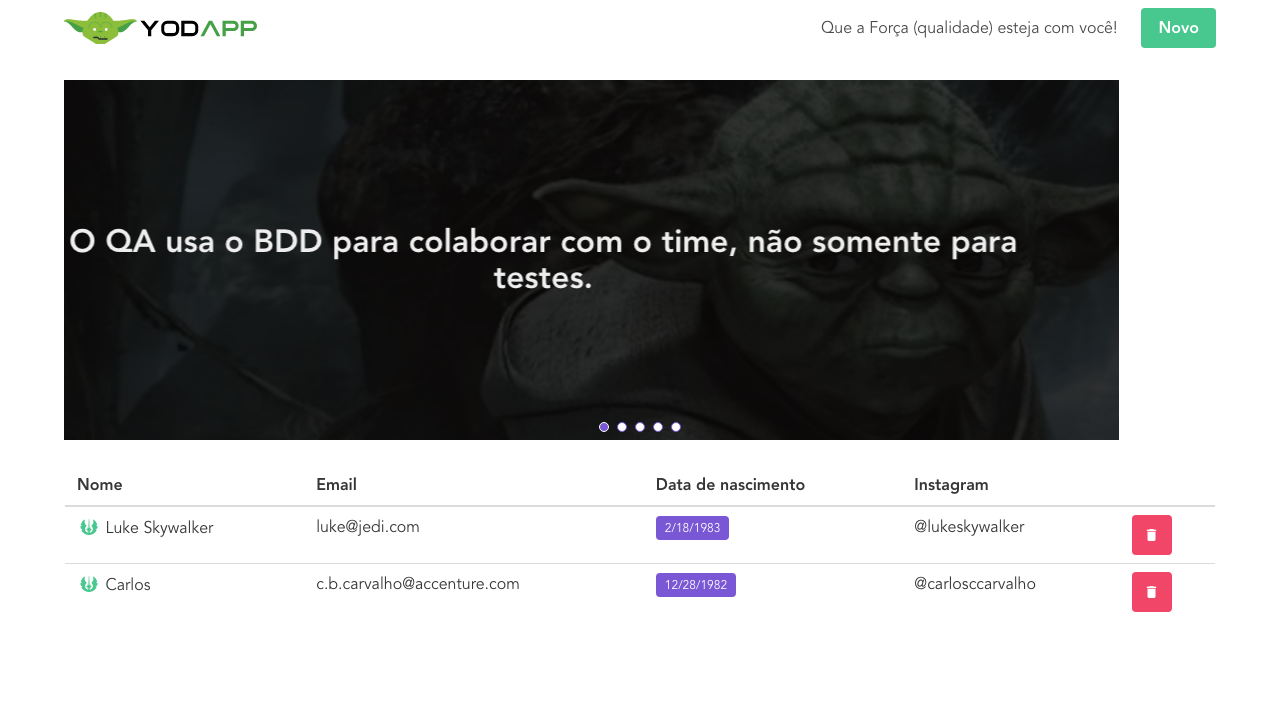 YODAPP
Que a Força (qualidade) esteja com você!
Novo
O QA usa o BDD para colaborar com o time, não somente para
testes.
Nome Email Data de nascimento Instagram
Luke Skywalker luke@jedi.com 2/18/1983 @lukeskywalker
Carlos c.b.carvalho@accenture.com 12/28/1982 @carlosccarvalho